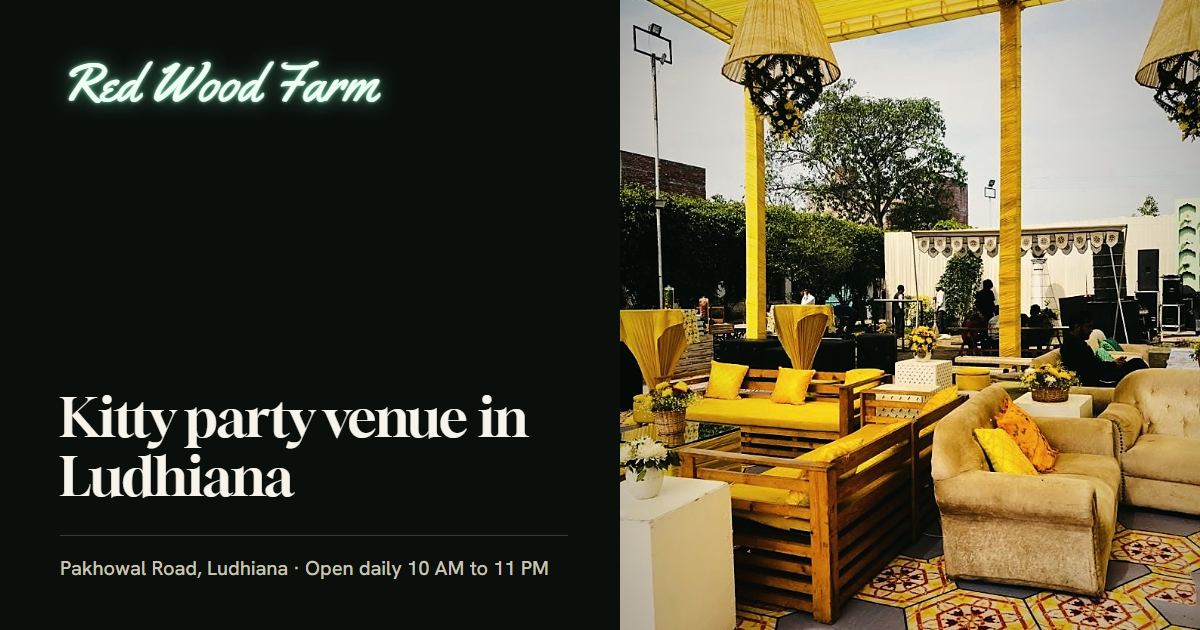 Red Wood Farm
Kitty party venue in
Ludhiana
Pakhowal Road, Ludhiana · Open daily 10 AM to 11 PM